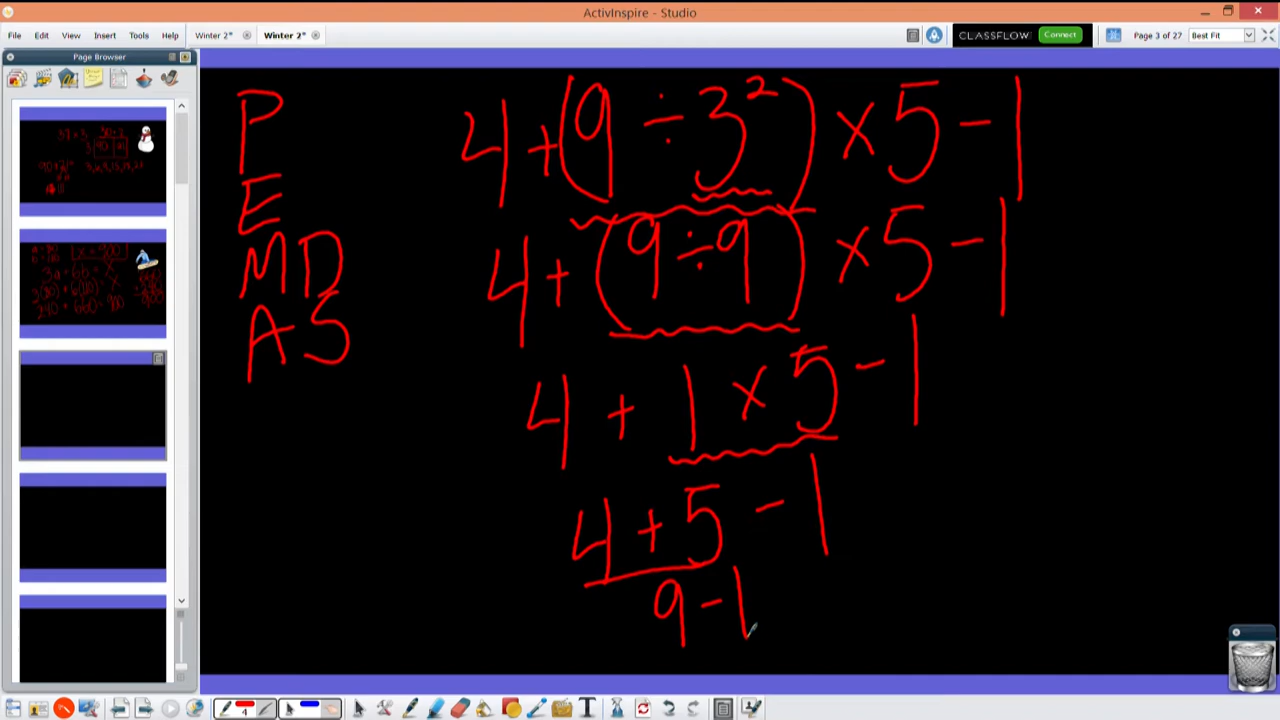 ActivInspire - Studio
File Edit View Insert Tools Help Winter 2* Winter 2* CLASSFLOW Connect Page 3 of 27 Best Fit
Page Browser
P
E
MD
AS
4+(9 ÷ 3²) × 5 - 1
4+(9÷9) ×5-1
4 + 1 × 5 - 1
4 + 5 - 1
9 - 1
4